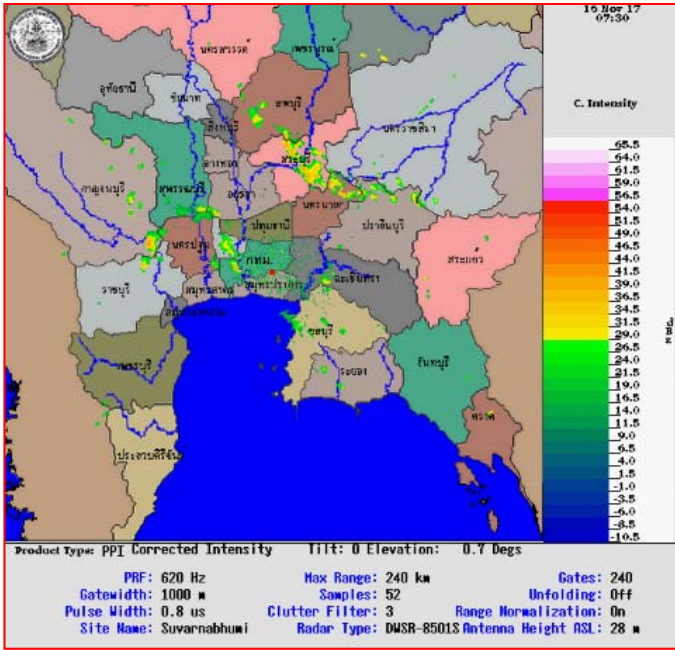 16 Nov 17
07:30
C. Intensity
นครสวรรค์
เพชรบูรณ์
อุทัยธานี
ชัยนาท
ลพบุรี
สิงหบุรี
นครราชสีมา
อ่างทอง
สระบุรี
กาญจนบุรี
สุพรรณบุรี
อยุธยา
นครนายก
ปราจีนบุรี
ปทุมธานี
นครปฐม
กทม.
สระแก้ว
ฉะเชิงเทรา
ราชบุรี
สมุทรสาคร
สมุทรปราการ
ชลบุรี
เพชรบุรี
ระยอง
จันทบุรี
ตราด
ประจวบคีรีขันธ์
65.5
64.0
61.5
59.0
56.5
54.0
51.5
49.0
46.5
44.0
41.5
39.0
36.5
34.0
31.5
29.0
26.5
24.0
21.5
19.0
16.5
14.0
11.5
9.0
6.5
4.0
1.5
-1.0
-3.5
-6.0
-8.5
-10.5
Product Type: PPI Corrected Intensity Tilt: 0 Elevation: 0.7 Degs
PRF: 620 Hz Max Range: 240 km Gates: 240
Gatewidth: 1000 m Samples: 52 Unfolding: Off
Pulse Width: 0.8 us Clutter Filter: 3 Range Normalization: On
Site Name: Suvarnabhumi Radar Type: DWSR-8501S Antenna Height ASL: 28 m